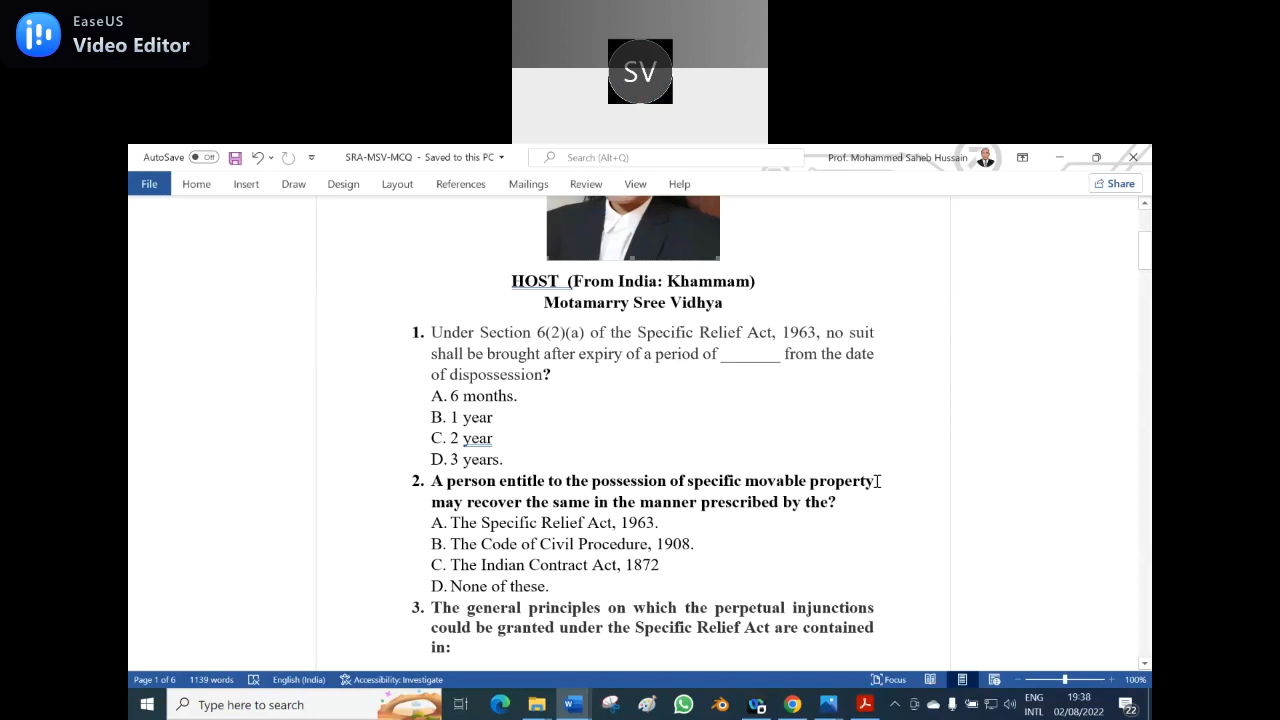 EaseUS
Video Editor
SV
AutoSave Off SRA-MSV-MCQ - Saved to this PC Search (Alt+Q) Prof. Mohammed Saheb Hussain
File Home Insert Draw Design Layout References Mailings Review View Help Share
HOST (From India: Khammam)
Motamarry Sree Vidhya
1. Under Section 6(2)(a) of the Specific Relief Act, 1963, no suit
shall be brought after expiry of a period of _______ from the date
of dispossession?
A. 6 months.
B. 1 year
C. 2 year
D. 3 years.
2. A person entitle to the possession of specific movable property
may recover the same in the manner prescribed by the?
A. The Specific Relief Act, 1963.
B. The Code of Civil Procedure, 1908.
C. The Indian Contract Act, 1872
D. None of these.
3. The general principles on which the perpetual injunctions
could be granted under the Specific Relief Act are contained
in:
Page 1 of 6 1139 words English (India) Accessibility: Investigate Focus 100%
Type here to search ENG 19:38
INTL 02/08/2022 22